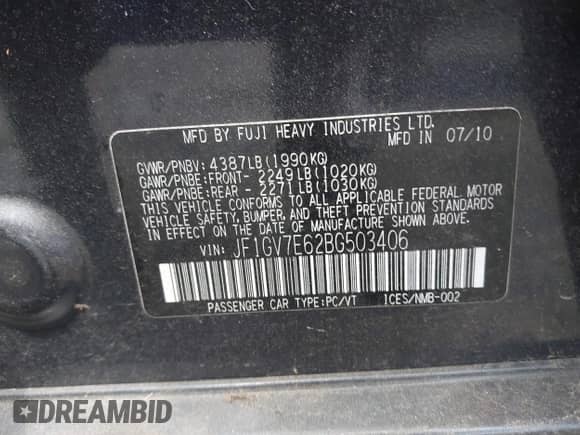 MFD BY FUJI HEAVY INDUSTRIES LTD.
MFD IN 07/10
GVWR/PNBV: 4387LB(1990KG)
GAWR/PNBE:FRONT- 2249LB(1020KG)
GAWR/PNBE:REAR - 2271LB(1030KG)
THIS VEHICLE CONFORMS TO ALL APPLICABLE FEDERAL MOTOR
VEHICLE SAFETY,BUMPER,AND THEFT PREVENTION STANDARDS
IN EFFECT ON THE DATE OF MANUFACTURE SHOWN ABOVE.
VIN: JF1GV7E62BG503406
PASSENGER CAR TYPE:PC/VT 1CES/NMB-002
DREAMBID